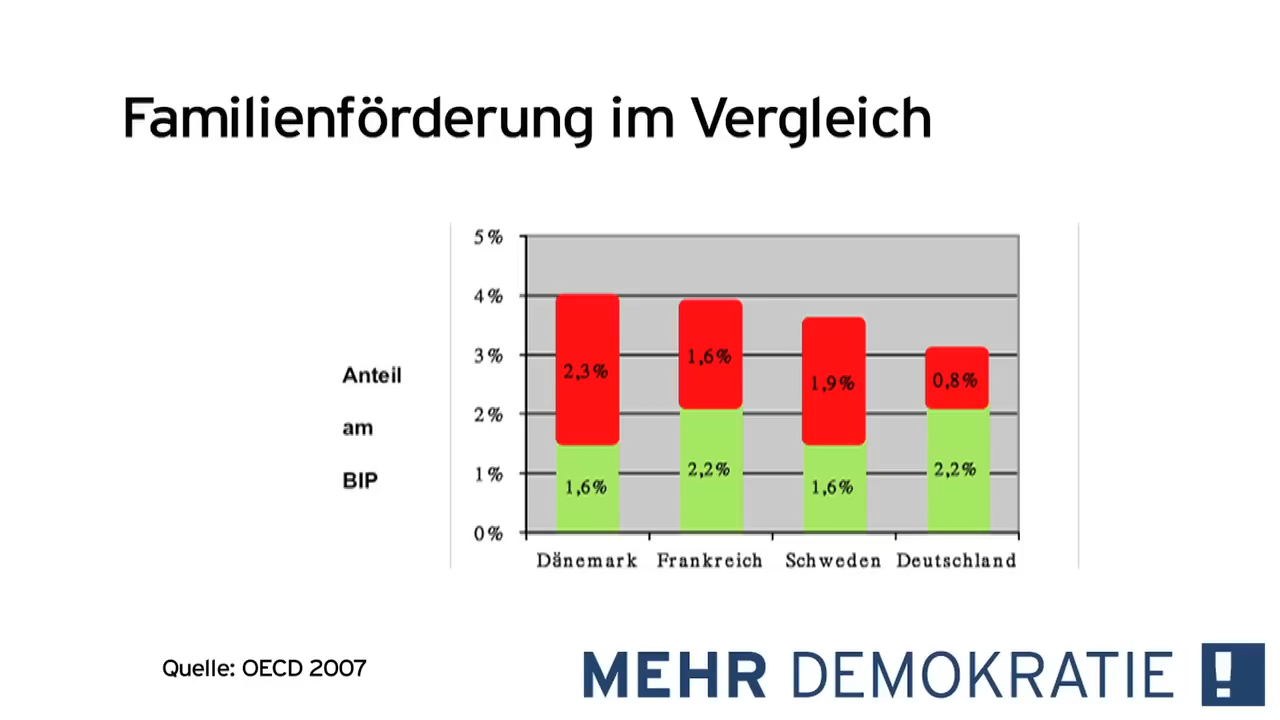 Familienförderung im Vergleich
5%
4%
3%
2%
1%
0%
Anteil
am
BIP
2,3%
1,6%
1,9%
0,8%
1,6%
2,2%
1,6%
2,2%
Dänemark Frankreich Schweden Deutschland
Quelle: OECD 2007
MEHR DEMOKRATIE !